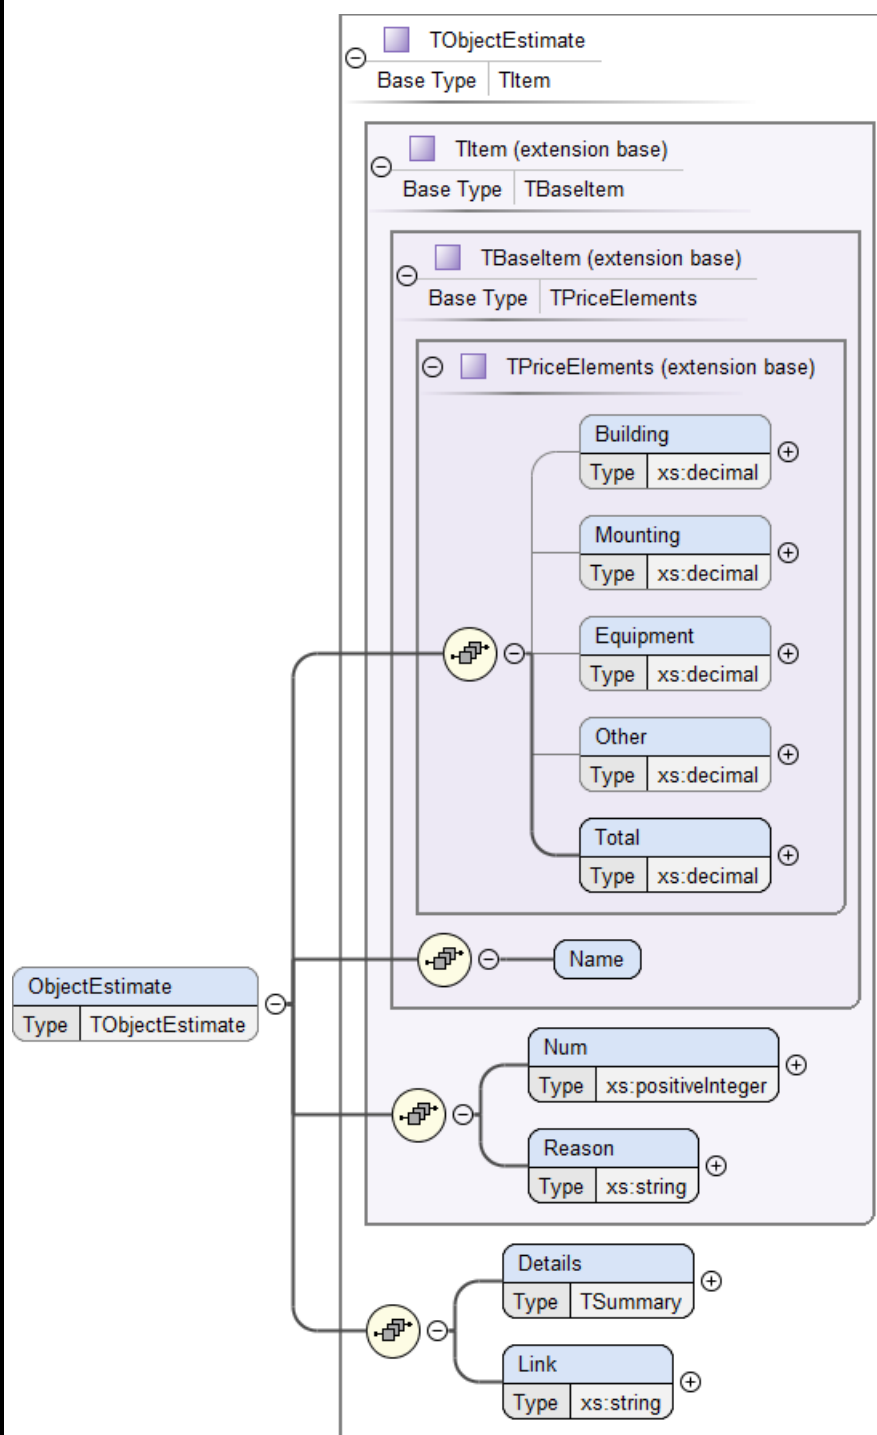 TObjectEstimate
Base Type TItem
TItem (extension base)
Base Type TBaseItem
TBaseItem (extension base)
Base Type TPriceElements
TPriceElements (extension base)
Building
Type xs:decimal
Mounting
Type xs:decimal
Equipment
Type xs:decimal
Other
Type xs:decimal
Total
Type xs:decimal
Name
ObjectEstimate
Type TObjectEstimate
Num
Type xs:positiveInteger
Reason
Type xs:string
Details
Type TSummary
Link
Type xs:string